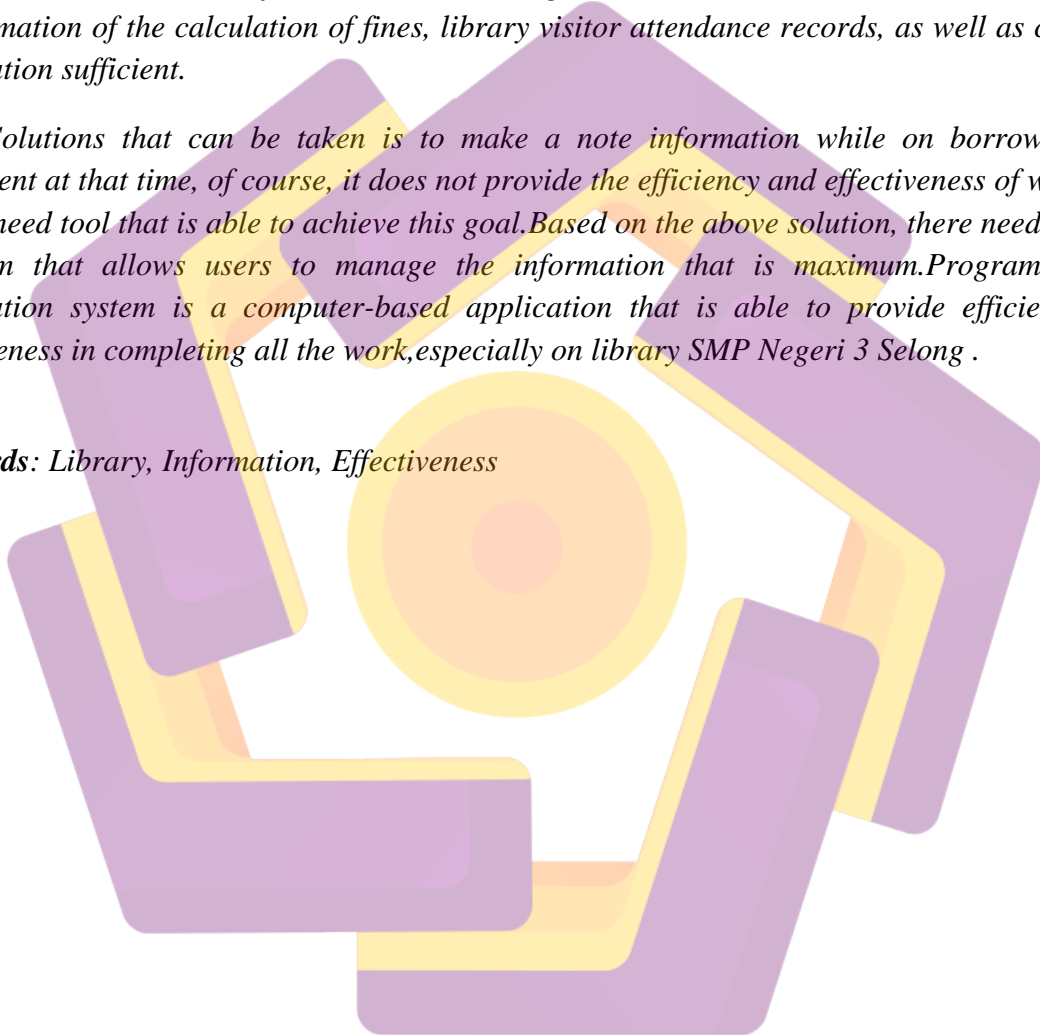 mation of the calculation of fines, library visitor attendance records, as well as
ation sufficient.
Solutions that can be taken is to make a note information while on borrow
ent at that time, of course, it does not provide the efficiency and effectiveness of w
need tool that is able to achieve this goal.Based on the above solution, there need
m that allows users to manage the information that is maximum.Program
ation system is a computer-based application that is able to provide efficie
eness in completing all the work,especially on library SMP Negeri 3 Selong .
rds: Library, Information, Effectiveness